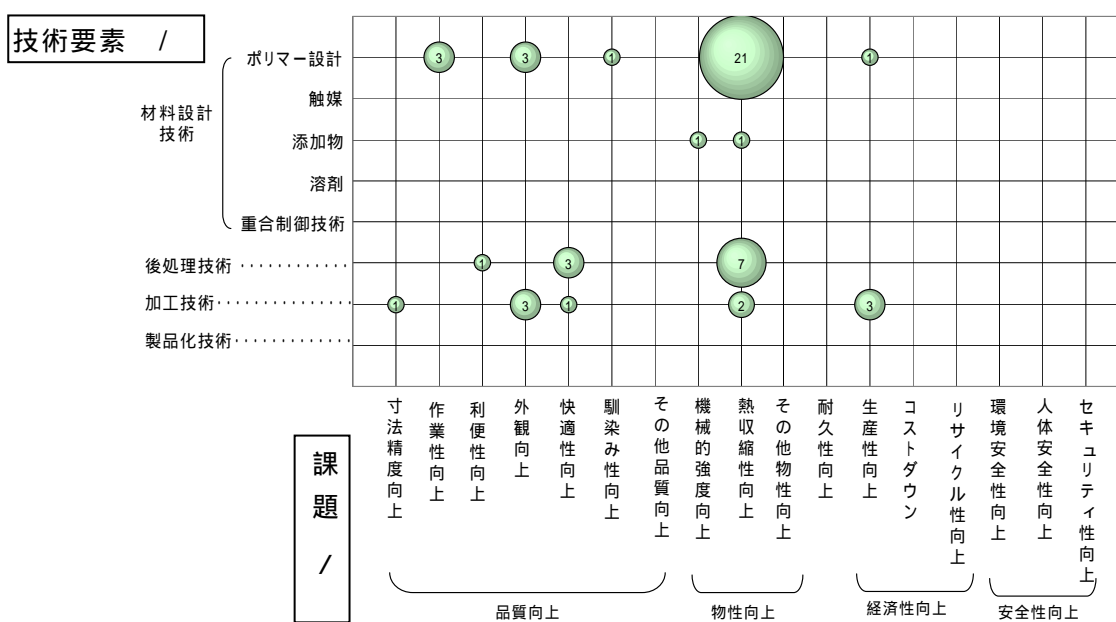 技術要素 /
ポリマー設計
3
3
1
21
1
触媒
材料設計
技術
添加物
1
1
溶剤
重合制御技術
後処理技術
1
3
7
加工技術
1
3
1
2
3
製品化技術
寸法精度向上
作業性向上
利便性向上
外観向上
快適性向上
馴染み性向上
その他品質向上
機械的強度向上
熱収縮性向上
その他物性向上
耐久性向上
生産性向上
コストダウン
リサイクル性向上
環境安全性向上
人体安全性向上
セキュリティ性向上
課題 /
品質向上
物性向上
経済性向上
安全性向上